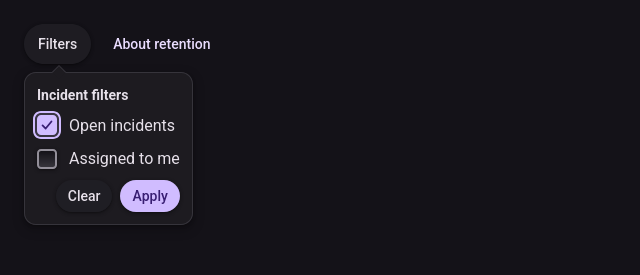 Filters
About retention
Incident filters
Open incidents
Assigned to me
Clear
Apply